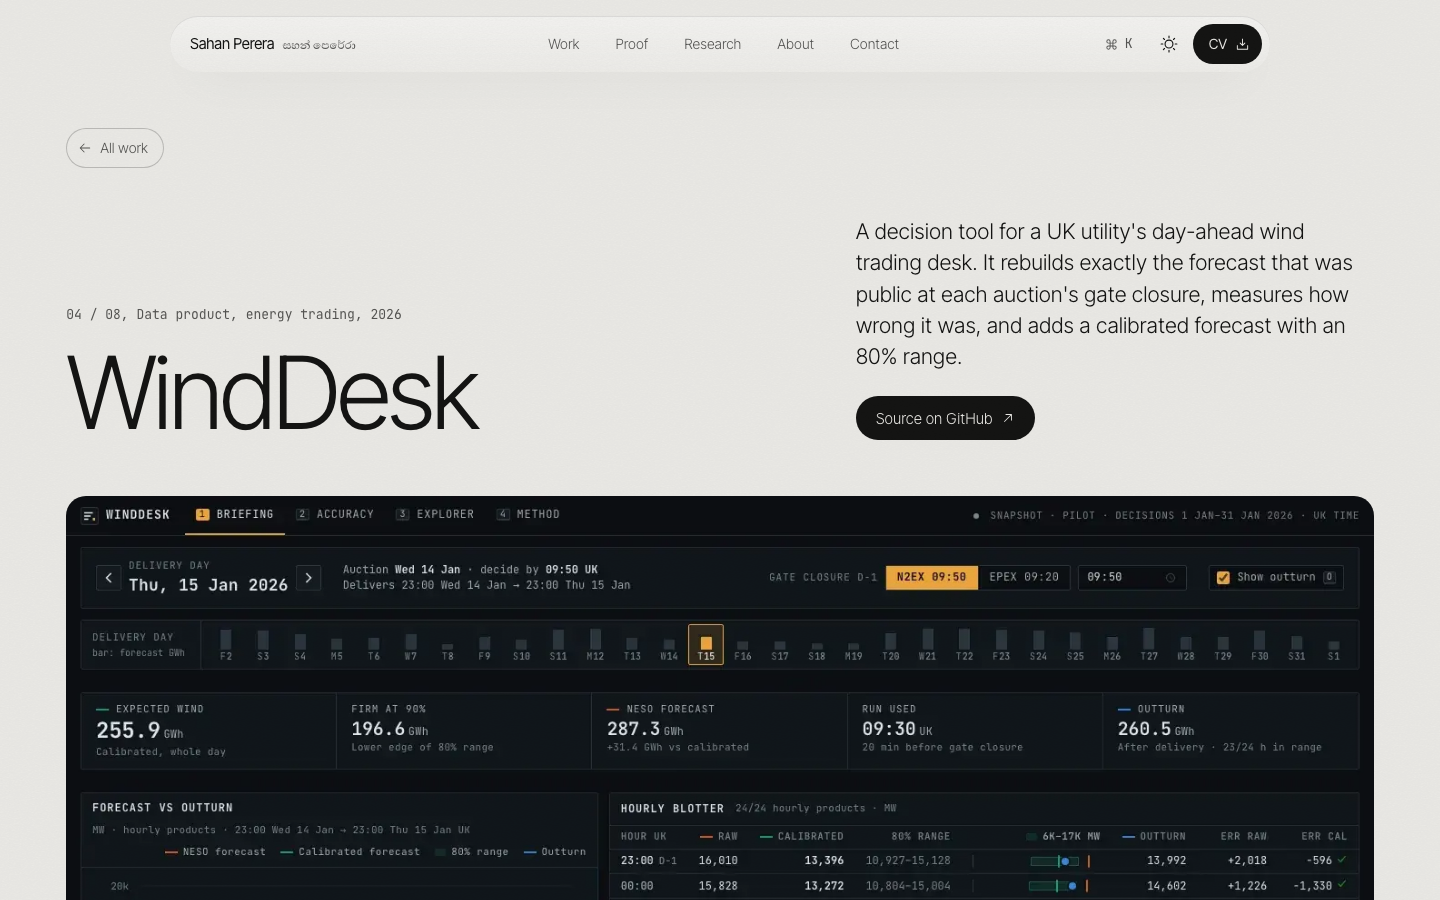 Sahan Perera සහන් පෙරේරා Work Proof Research About Contact ⌘ K CV
← All work
A decision tool for a UK utility's day-ahead wind
trading desk. It rebuilds exactly the forecast that was
public at each auction's gate closure, measures how
wrong it was, and adds a calibrated forecast with an
80% range.
04 / 08, Data product, energy trading, 2026
WindDesk
Source on GitHub ↗
WINDDESK 1 BRIEFING 2 ACCURACY 3 EXPLORER 4 METHOD SNAPSHOT · PILOT · DECISIONS 1 JAN–31 JAN 2026 · UK TIME
DELIVERY DAY
Thu, 15 Jan 2026
Auction Wed 14 Jan · decide by 09:50 UK
Delivers 23:00 Wed 14 Jan → 23:00 Thu 15 Jan
GATE CLOSURE D-1 N2EX 09:50 EPEX 09:20 09:50 Show outturn O
DELIVERY DAY
bar: forecast GWh
F2 S3 S4 M5 T6 W7 T8 F9 S10 S11 M12 T13 W14 T15 F16 S17 S18 M19 T20 W21 T22 F23 S24 S25 M26 T27 W28 T29 F30 S31 S1
EXPECTED WIND
255.9 GWh
Calibrated, whole day
FIRM AT 90%
196.6 GWh
Lower edge of 80% range
NESO FORECAST
287.3 GWh
+31.4 GWh vs calibrated
RUN USED
09:30 UK
20 min before gate closure
OUTTURN
260.5 GWh
After delivery · 23/24 h in range
FORECAST VS OUTTURN
MW · hourly products · 23:00 Wed 14 Jan → 23:00 Thu 15 Jan UK
NESO forecast Calibrated forecast 80% range Outturn
20k
HOURLY BLOTTER 24/24 hourly products · MW
HOUR UK RAW CALIBRATED 80% RANGE 6K–17K MW OUTTURN ERR RAW ERR CAL
23:00 D-1 16,010 13,396 10,927–15,128 13,992 +2,018 -596 ✓
00:00 15,828 13,272 10,804–15,004 14,602 +1,226 -1,330 ✓